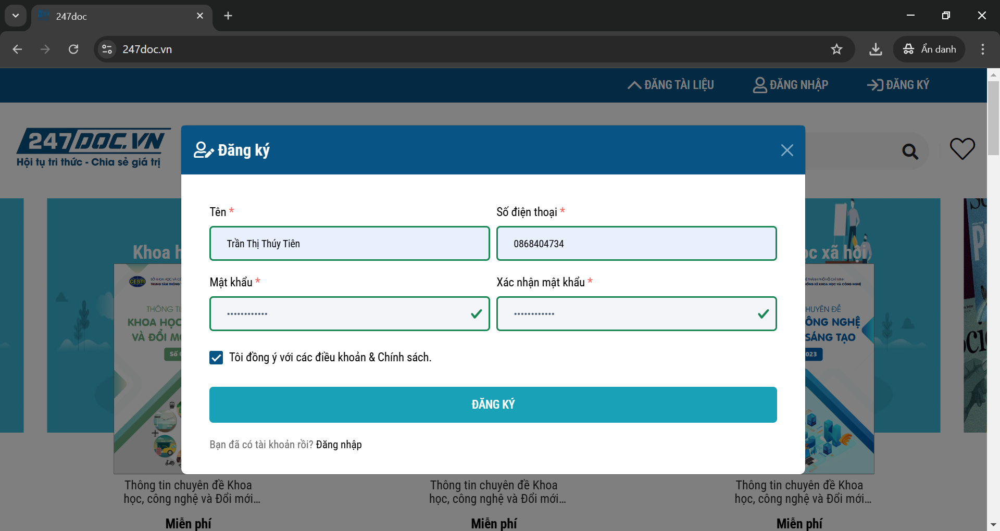 247doc
247doc.vn
Ẩn danh
ĐĂNG TÀI LIỆU
ĐĂNG NHẬP
ĐĂNG KÝ
247DOC.VN
Hội tụ tri thức - Chia sẻ giá trị
Đăng ký
Tên *
Số điện thoại *
Trần Thị Thúy Tiên
0868404734
Mật khẩu *
Xác nhận mật khẩu *
••••••••••••
••••••••••••
Tôi đồng ý với các điều khoản & Chính sách.
ĐĂNG KÝ
Bạn đã có tài khoản rồi? Đăng nhập
Khoa h
ọc xã hội
CESTI
THÔNG TI
KHOA HỌC
VÀ ĐỔI M
Số
HUYÊN ĐỀ
ÔNG NGHỆ
SÁNG TẠO
2023
Thông tin chuyên đề Khoa
học, công nghệ và Đổi mới...
Miễn phí
Thông tin chuyên đề Khoa
học, công nghệ và Đổi mới...
Miễn phí
Thông tin chuyên đề Khoa
học, công nghệ và Đổi mới...
Miễn phí